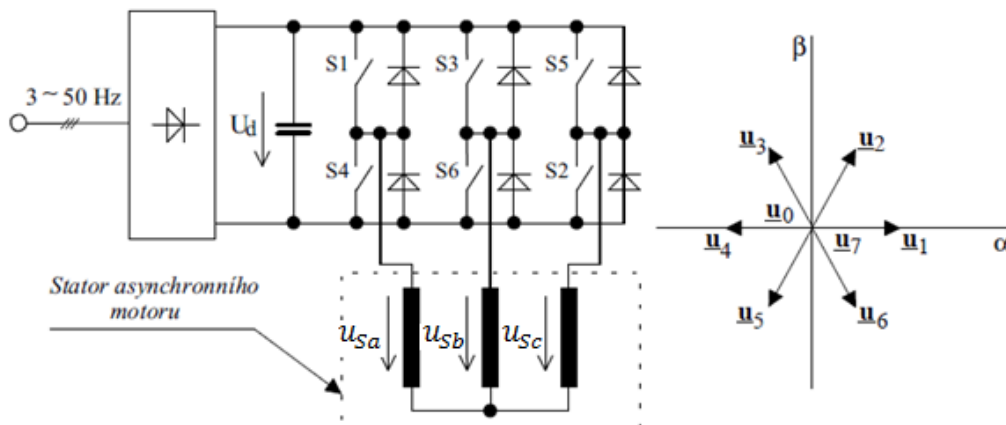 3 ~ 50 Hz
U_d
S1
S3
S5
S4
S6
S2
Stator asynchronního
motoru
u_Sa
u_Sb
u_Sc
β
α
u_3
u_2
u_0
u_4
u_7
u_1
u_5
u_6